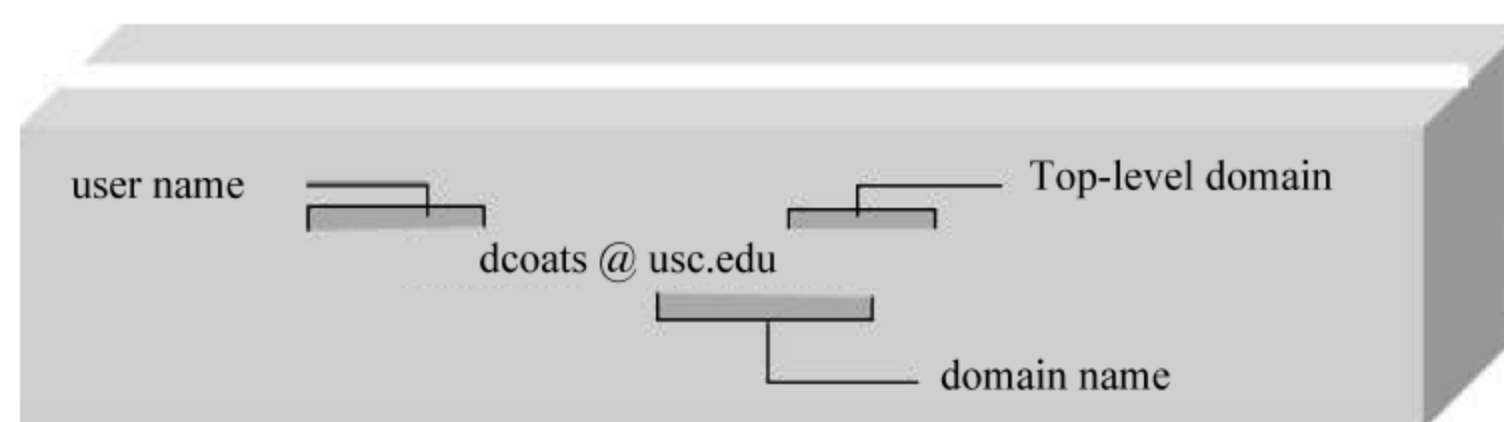 user name
Top-level domain
dcoats @ usc.edu
domain name